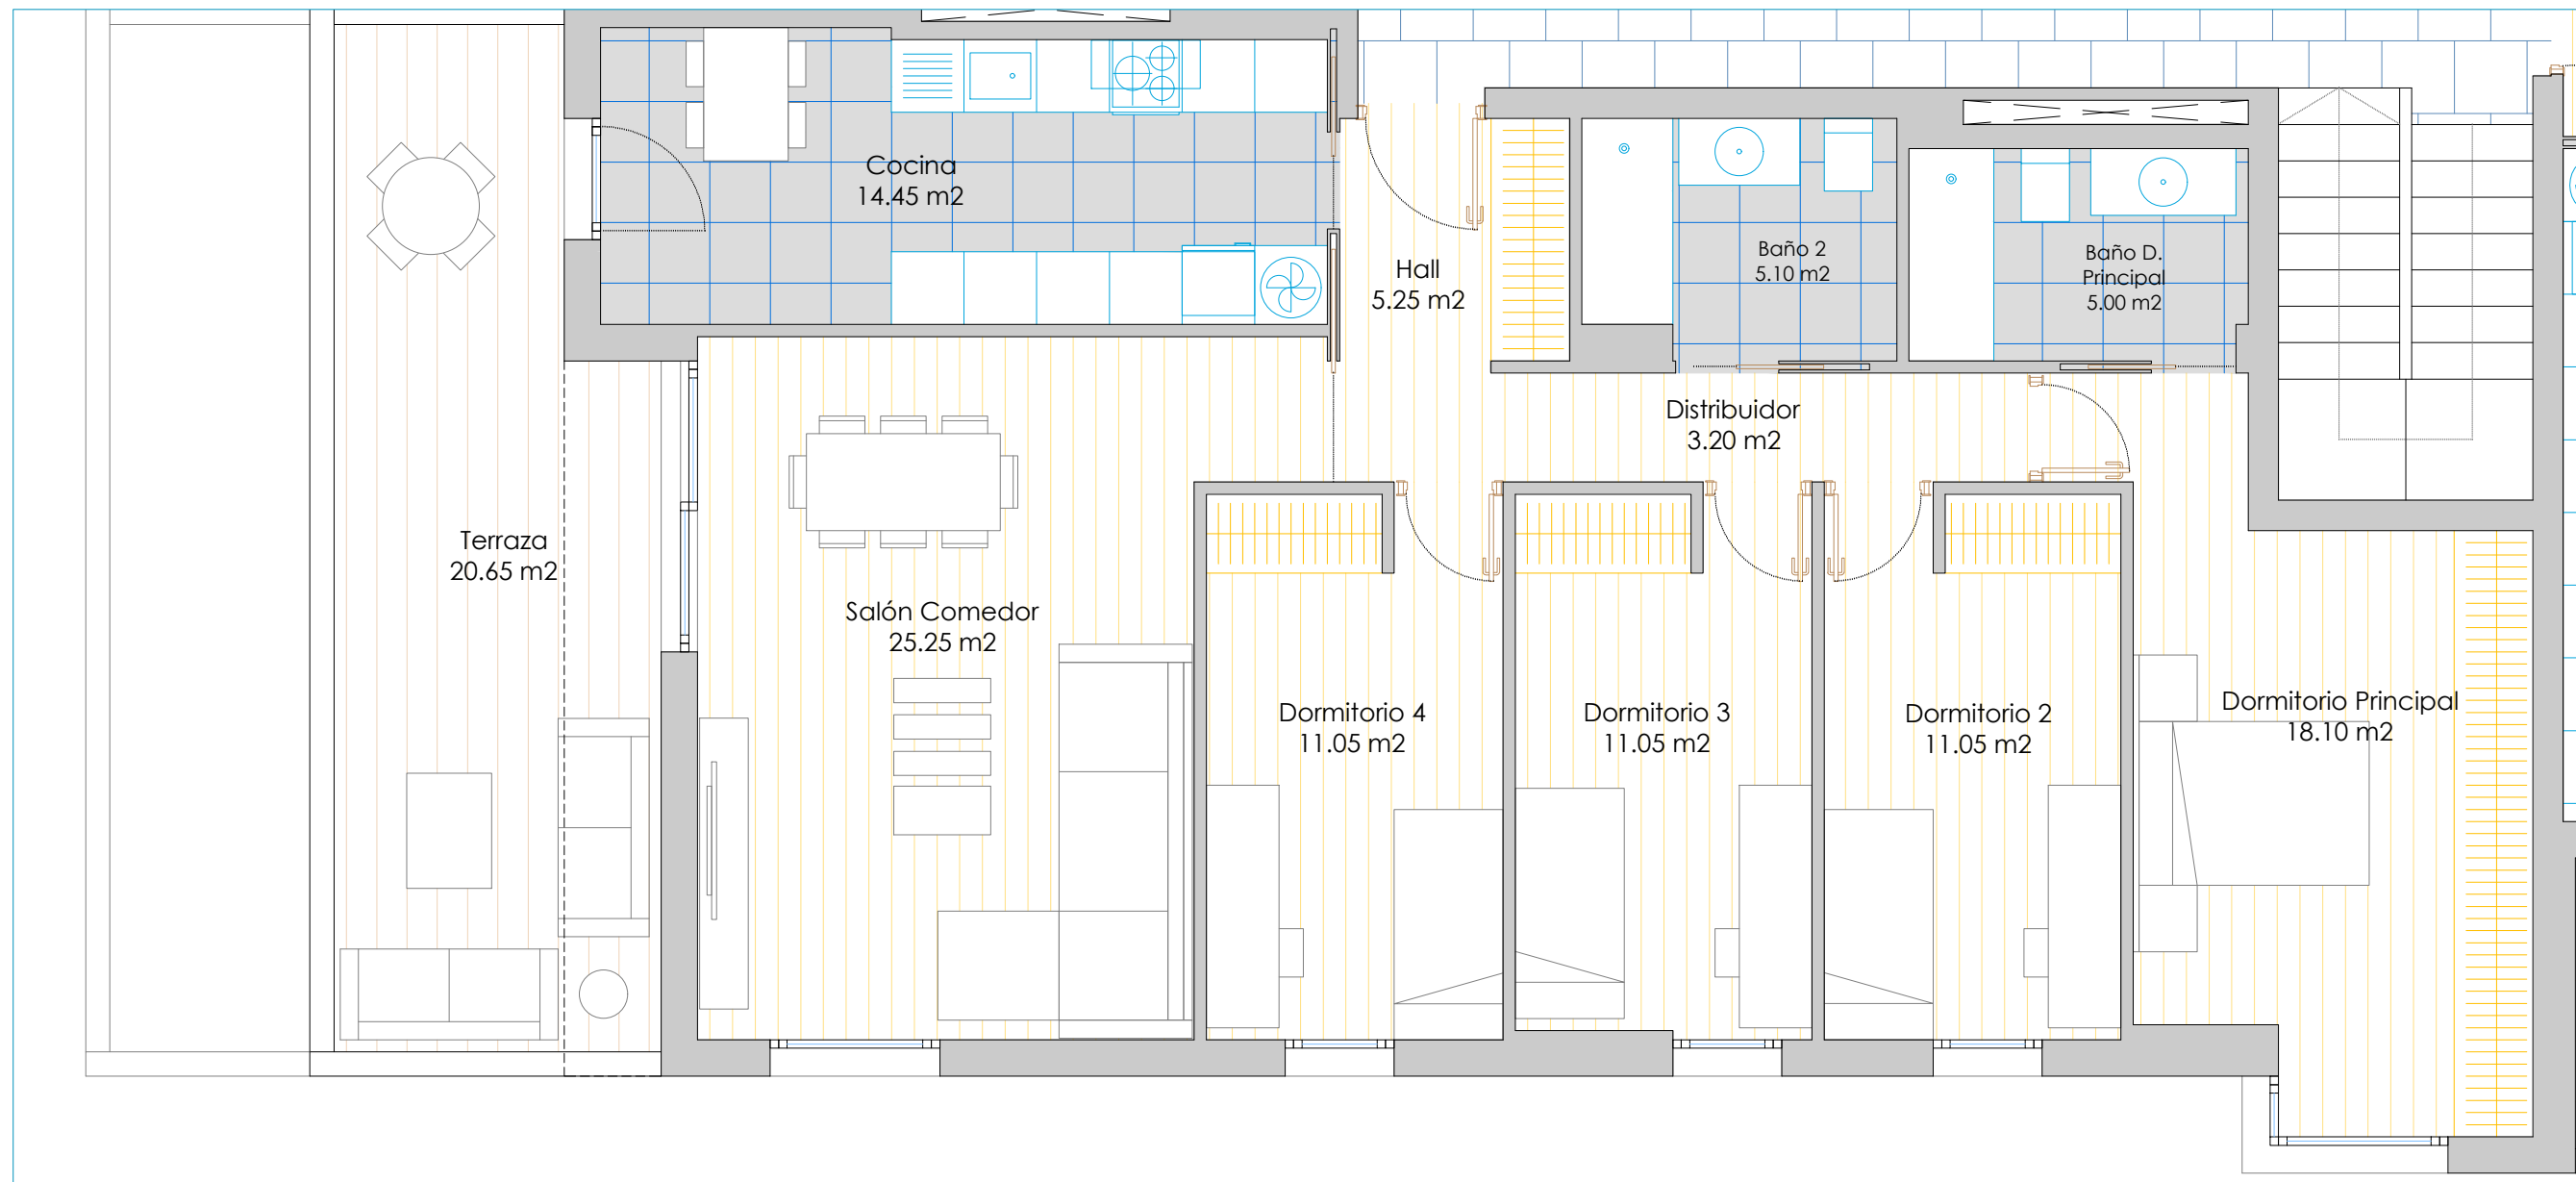 Cocina
14.45 m2
Hall
5.25 m2
Baño 2
5.10 m2
Baño D.
Principal
5.00 m2
Distribuidor
3.20 m2
Terraza
20.65 m2
Salón Comedor
25.25 m2
Dormitorio 4
11.05 m2
Dormitorio 3
11.05 m2
Dormitorio 2
11.05 m2
Dormitorio Principal
18.10 m2